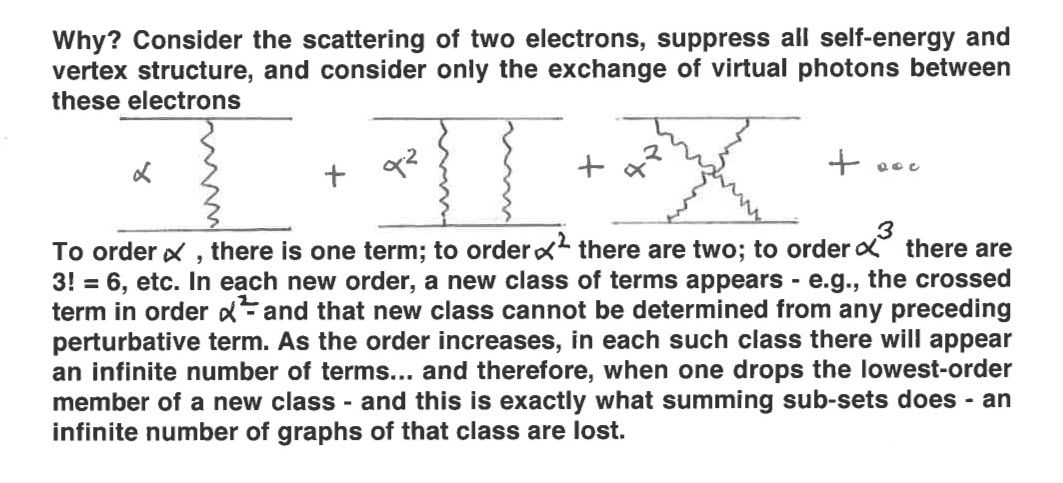 Why? Consider the scattering of two electrons, suppress all self-energy and
vertex structure, and consider only the exchange of virtual photons between
these electrons
α + α² + α² + ...
To order α , there is one term; to order α² there are two; to order α³ there are
3! = 6, etc. In each new order, a new class of terms appears - e.g., the crossed
term in order α² - and that new class cannot be determined from any preceding
perturbative term. As the order increases, in each such class there will appear
an infinite number of terms... and therefore, when one drops the lowest-order
member of a new class - and this is exactly what summing sub-sets does - an
infinite number of graphs of that class are lost.